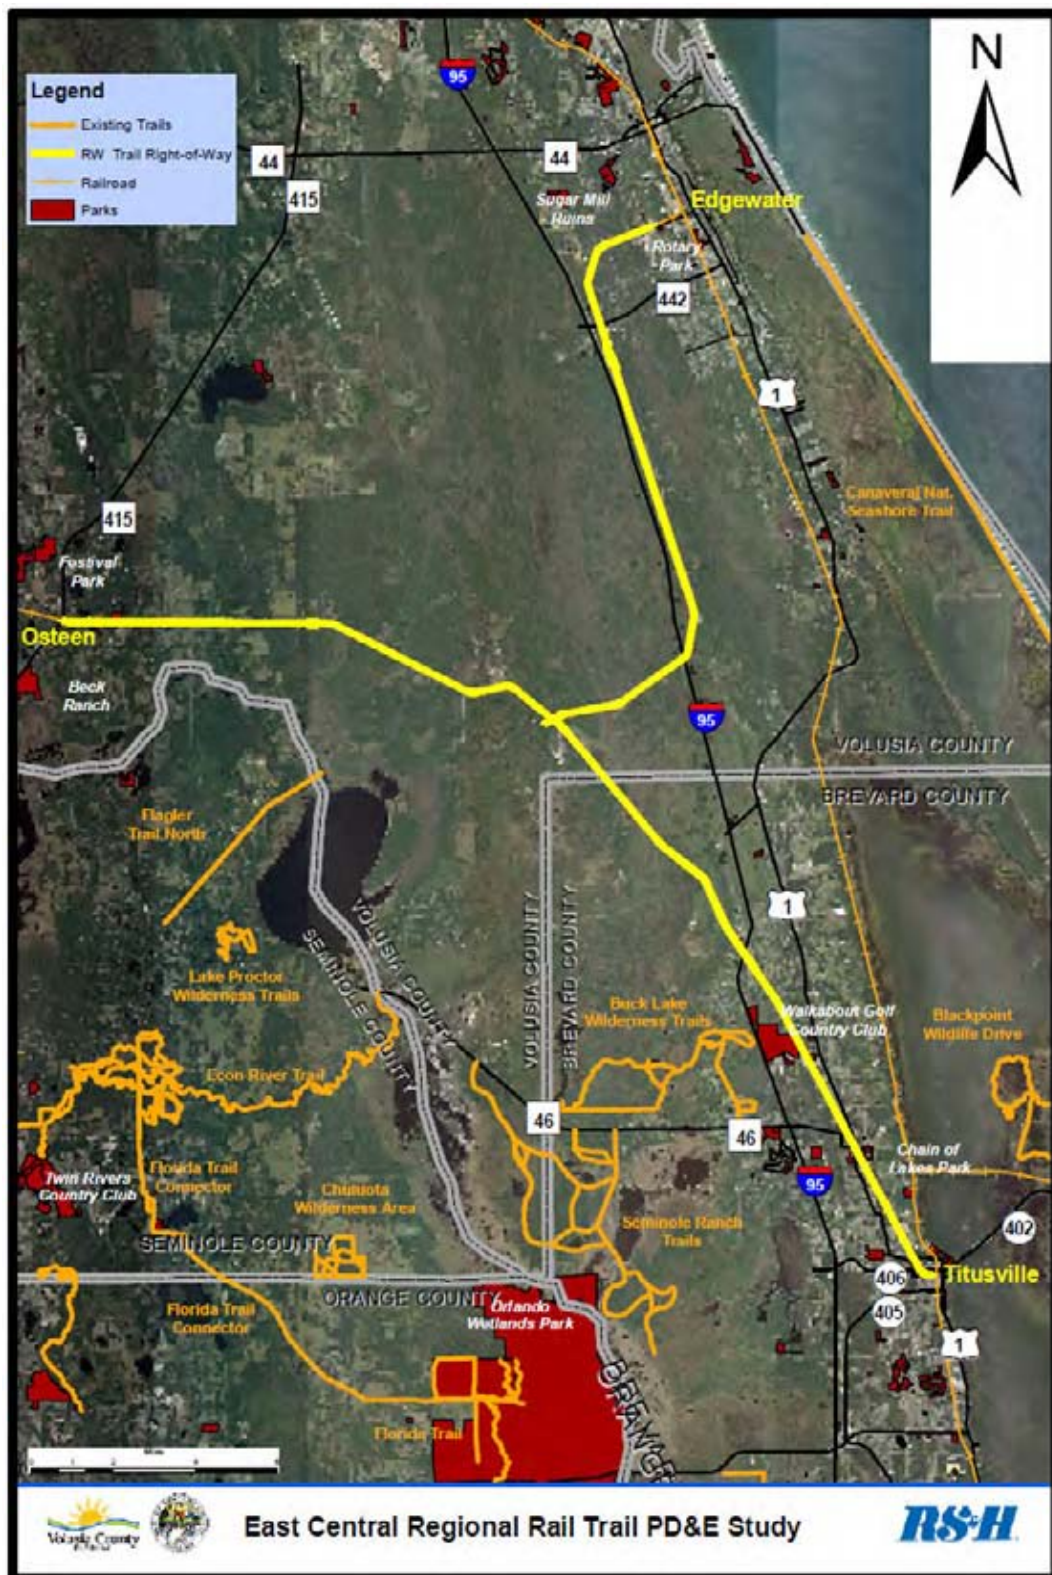 N
Legend
Existing Trails
RW Trail Right-of-Way
Railroad
Parks
95
44
44
415
Sugar Mill
Ruins
Edgewater
Rotary
Park
442
1
415
Canaveral Nat.
Seashore Trail
Festival
Park
Osteen
Beck
Ranch
95
VOLUSIA COUNTY
BREVARD COUNTY
Flagler
Trail North
1
VOLUSIA COUNTY
SEMINOLE COUNTY
VOLUSIA COUNTY
BREVARD COUNTY
Lake Proctor
Wilderness Trails
Buck Lake
Wilderness Trails
Walkabout Golf
Country Club
Blackpoint
Wildlife Drive
Econ River Trail
46
46
Chain of
Lakes Park
Twin Rivers
Country Club
Florida Trail
Connector
Chuluota
Wilderness Area
95
Seminole Ranch
Trails
402
SEMINOLE COUNTY
ORANGE COUNTY
406
Titusville
Florida Trail
Connector
Orlando
Wetlands Park
405
1
Florida Trail
Volusia County
East Central Regional Rail Trail PD&E Study
RS&H